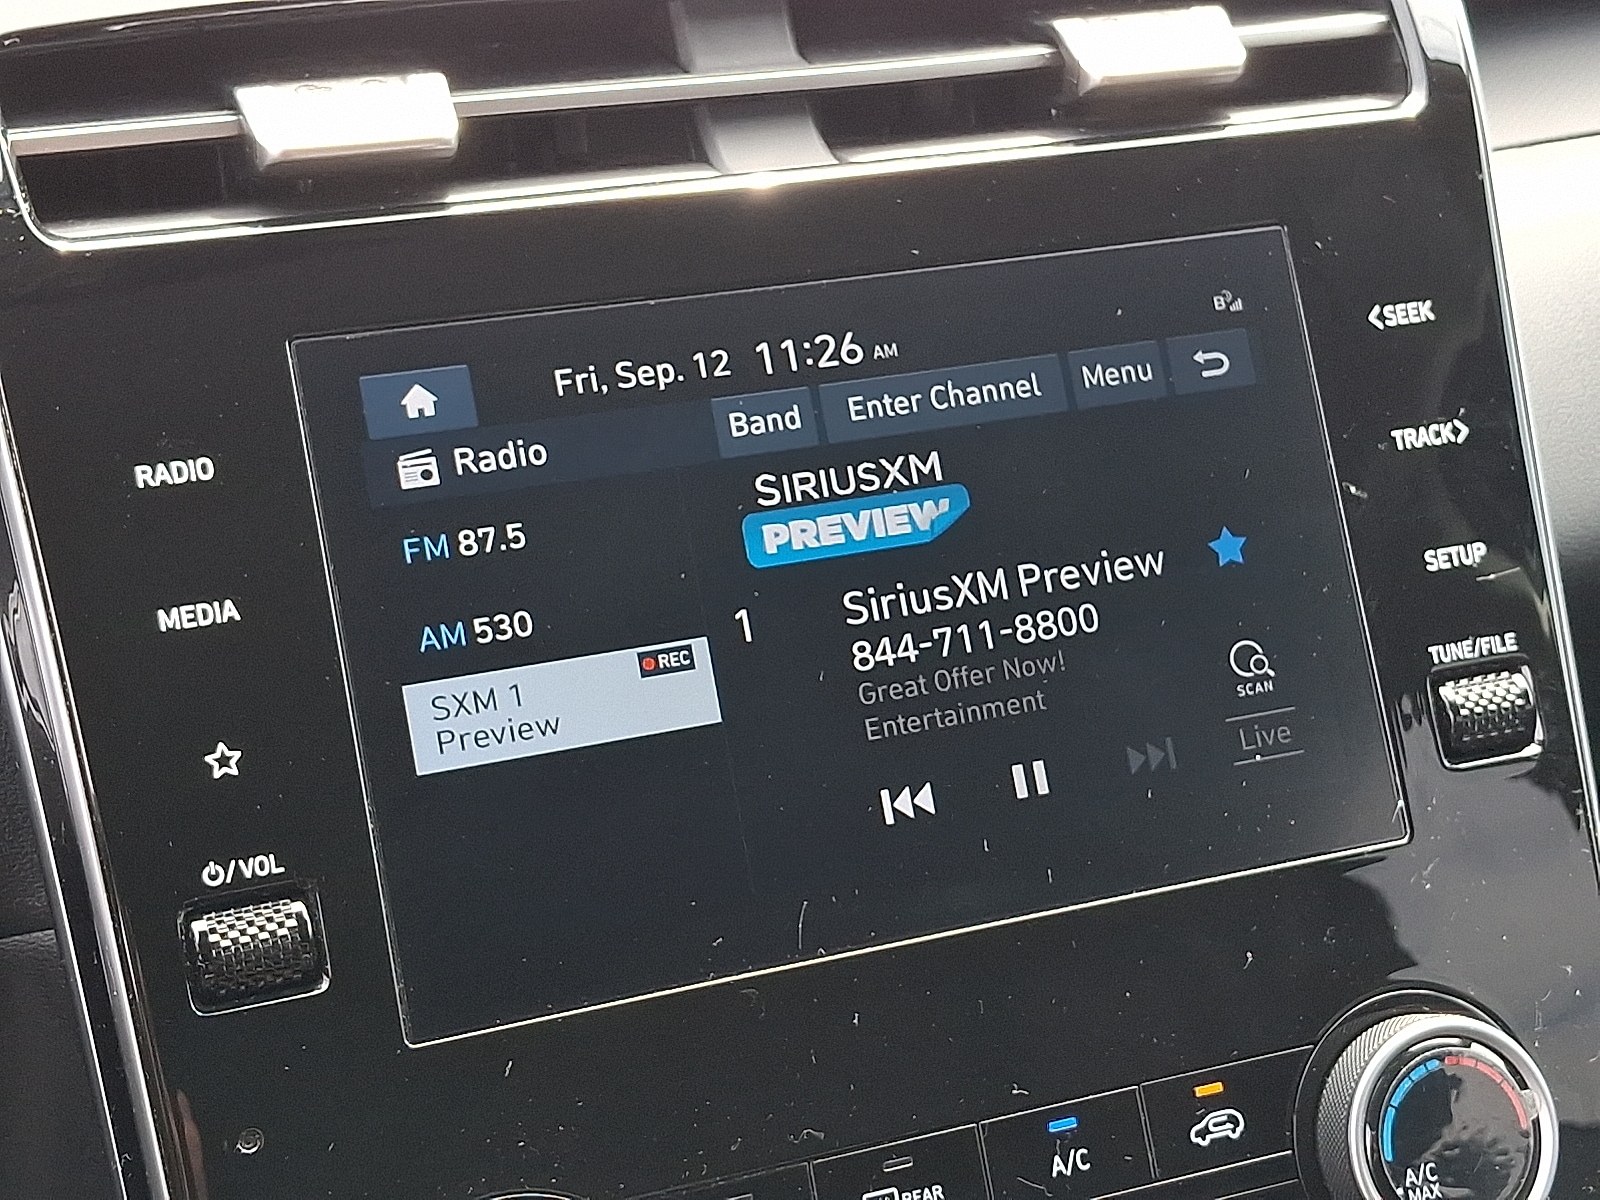 Fri, Sep. 12 11:26 AM
B
Band
Enter Channel
Menu
Radio
FM 87.5
AM 530
REC
SXM 1
Preview
SIRIUSXM
PREVIEW
1
SiriusXM Preview
844-711-8800
Great Offer Now!
Entertainment
SCAN
Live
RADIO
MEDIA
/VOL
<SEEK
TRACK>
SETUP
TUNE/FILE
REAR
A/C
A/C
MAX